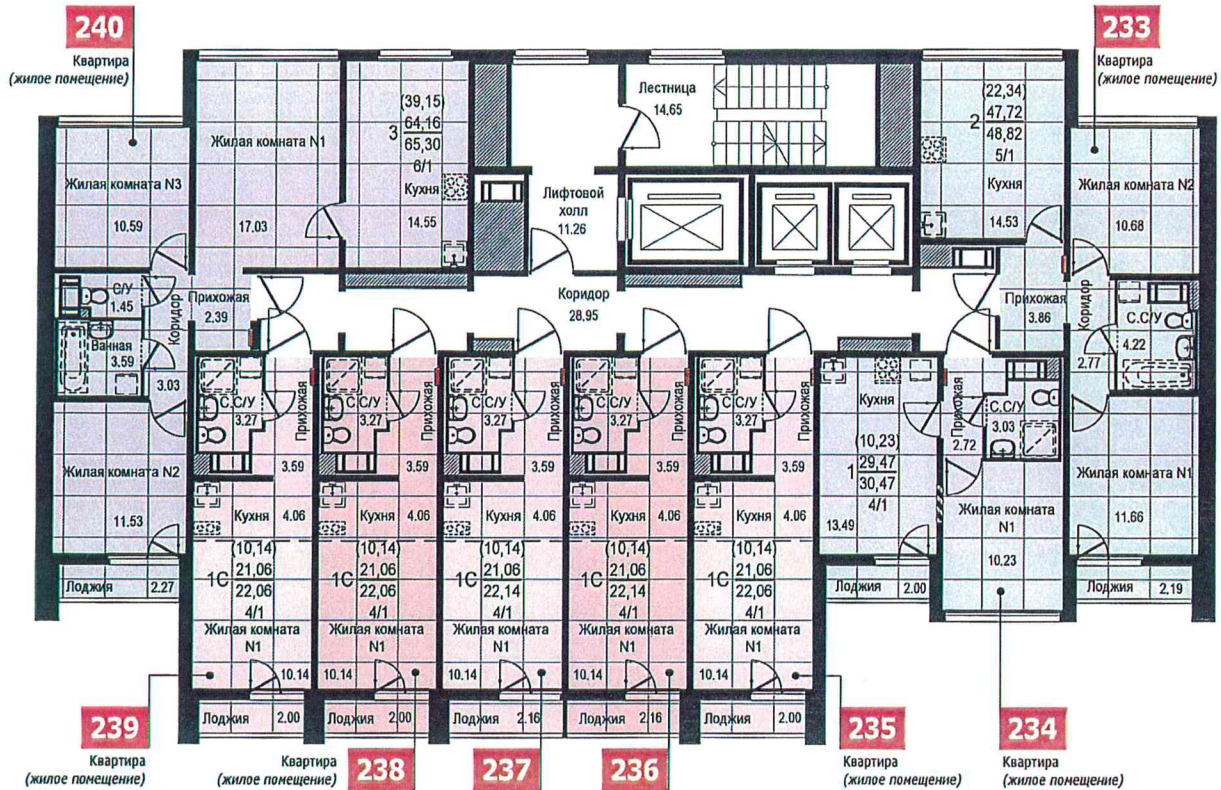 240
Квартира
(жилое помещение)
233
Квартира
(жилое помещение)
Жилая комната N3
10.59
Жилая комната N1
17.03
3
(39,15)
64,16
65,30
6/1
Кухня
14.55
Лифтовой
холл
11.26
Лестница
14.65
2
(22,34)
47,72
48,82
5/1
Кухня
14.53
Жилая комната N2
10.68
С/У
1.45
Ванная
3.59
Коридор
3.03
Прихожая
2.39
Коридор
28.95
Прихожая
3.86
Коридор
2.77
С.С/У
4.22
Жилая комната N2
11.53
Лоджия 2.27
С.С/У
3.27
Прихожая
3.59
Кухня 4.06
1С
(10,14)
21,06
22,06
4/1
Жилая комната
N1
10.14
Лоджия 2.00
С.С/У
3.27
Прихожая
3.59
Кухня 4.06
1С
(10,14)
21,06
22,06
4/1
Жилая комната
N1
10.14
Лоджия 2.00
С.С/У
3.27
Прихожая
3.59
Кухня 4.06
1С
(10,14)
21,06
22,14
4/1
Жилая комната
N1
10.14
Лоджия 2.16
С.С/У
3.27
Прихожая
3.59
Кухня 4.06
1С
(10,14)
21,06
22,14
4/1
Жилая комната
N1
10.14
Лоджия 2.16
С.С/У
3.27
Прихожая
3.59
Кухня 4.06
1С
(10,14)
21,06
22,06
4/1
Жилая комната
N1
10.14
Лоджия 2.00
Кухня
1
(10,23)
29,47
30,47
4/1
13.49
Лоджия 2.00
Прихожая
2.72
С.С/У
3.03
Жилая комната
N1
10.23
Жилая комната N1
11.66
Лоджия 2.19
239
Квартира
(жилое помещение)
Квартира
(жилое помещение)
238
237
236
235
Квартира
(жилое помещение)
234
Квартира
(жилое помещение)